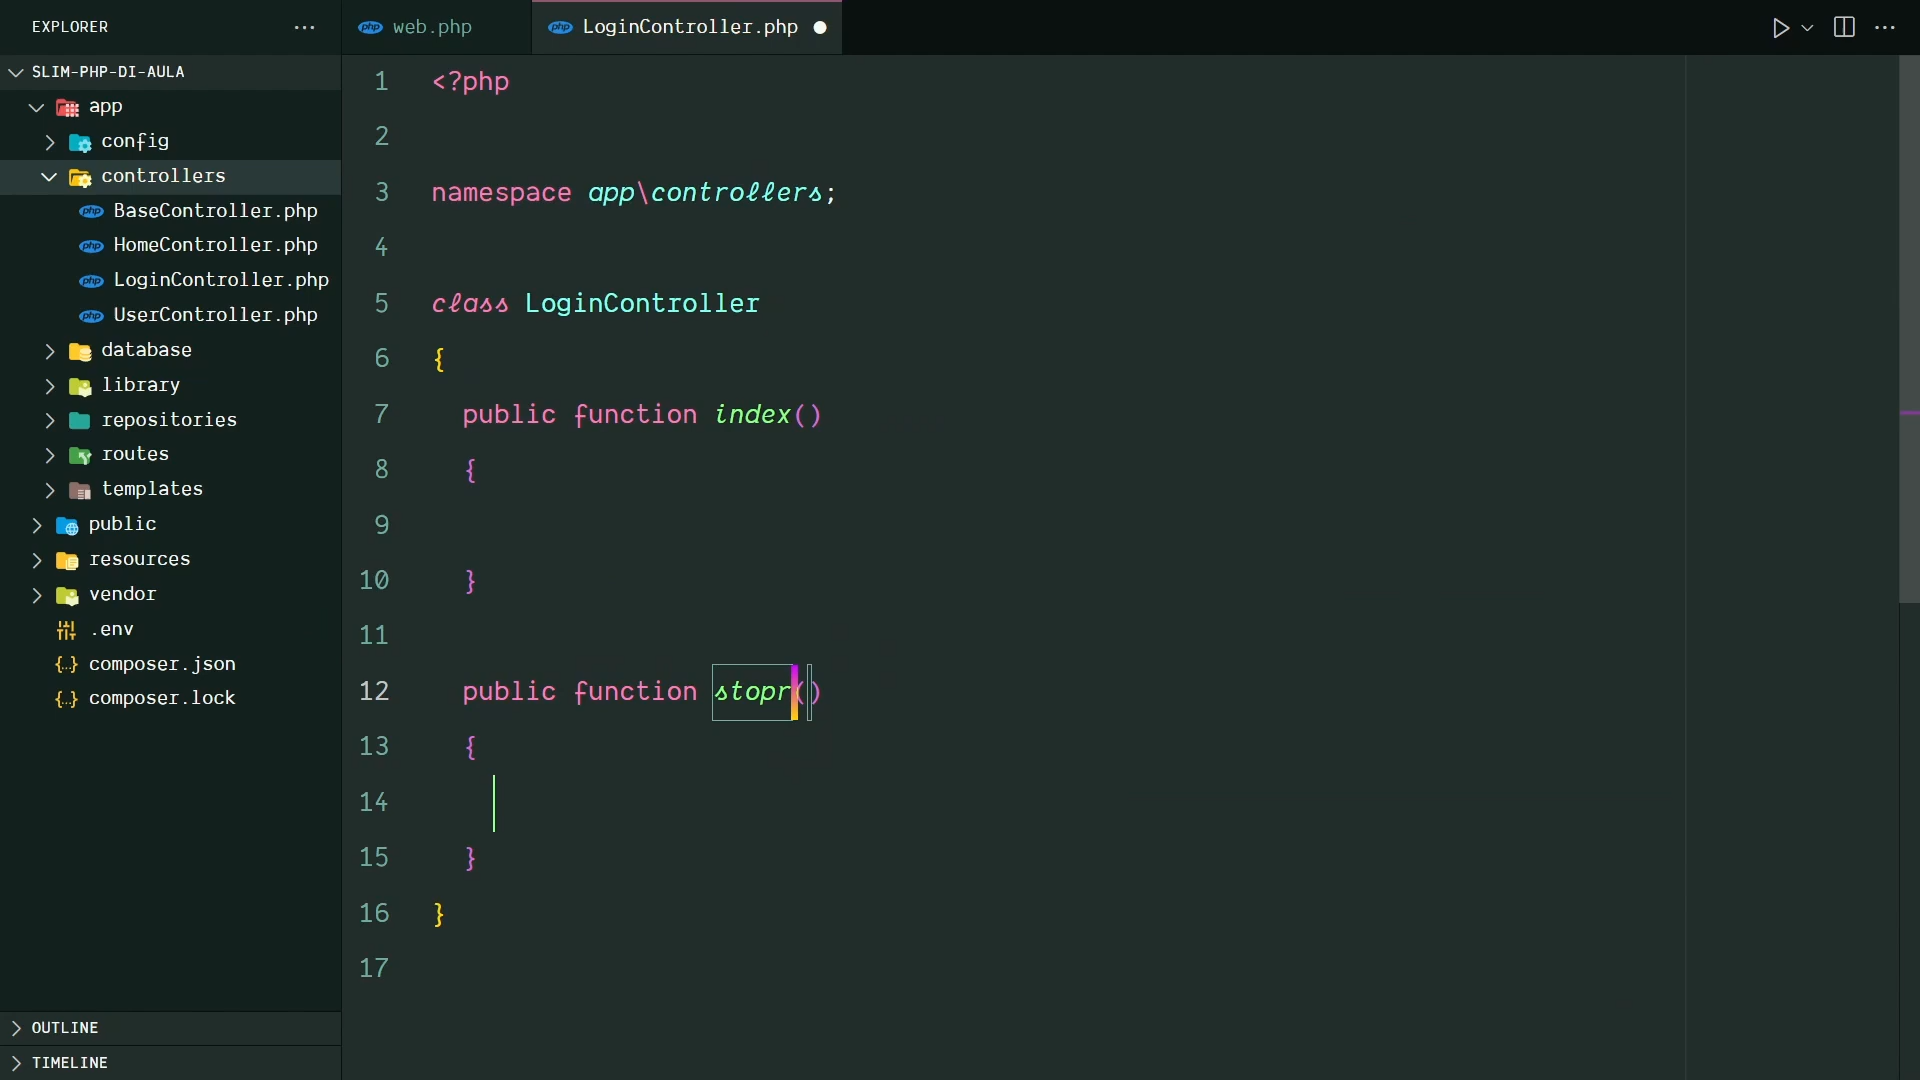 EXPLORER
SLIM-PHP-DI-AULA
app
config
controllers
BaseController.php
HomeController.php
LoginController.php
UserController.php
database
library
repositories
routes
templates
public
resources
vendor
.env
composer.json
composer.lock
OUTLINE
TIMELINE
web.php
LoginController.php
1 <?php
2
3 namespace app\controllers;
4
5 class LoginController
6 {
7 public function index()
8 {
9
10 }
11
12 public function stopr()
13 {
14
15 }
16 }
17